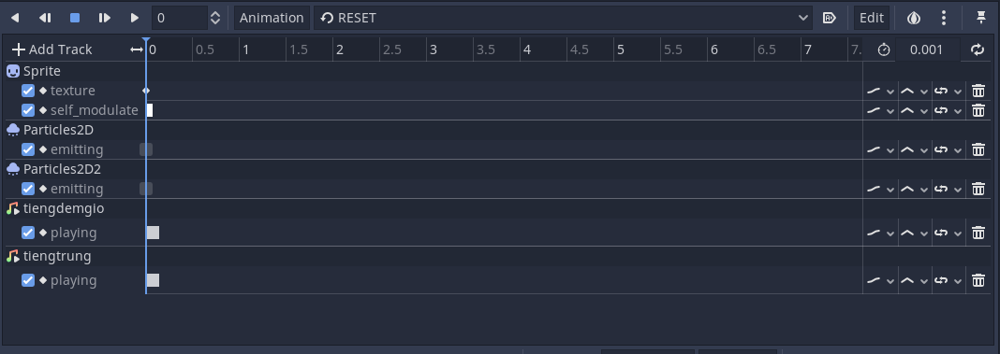 0 Animation RESET Edit
Add Track 0 0.5 1 1.5 2 2.5 3 3.5 4 4.5 5 5.5 6 6.5 7 7. 0.001
Sprite
texture
self_modulate
Particles2D
emitting
Particles2D2
emitting
tiengdemgio
playing
tiengtrung
playing